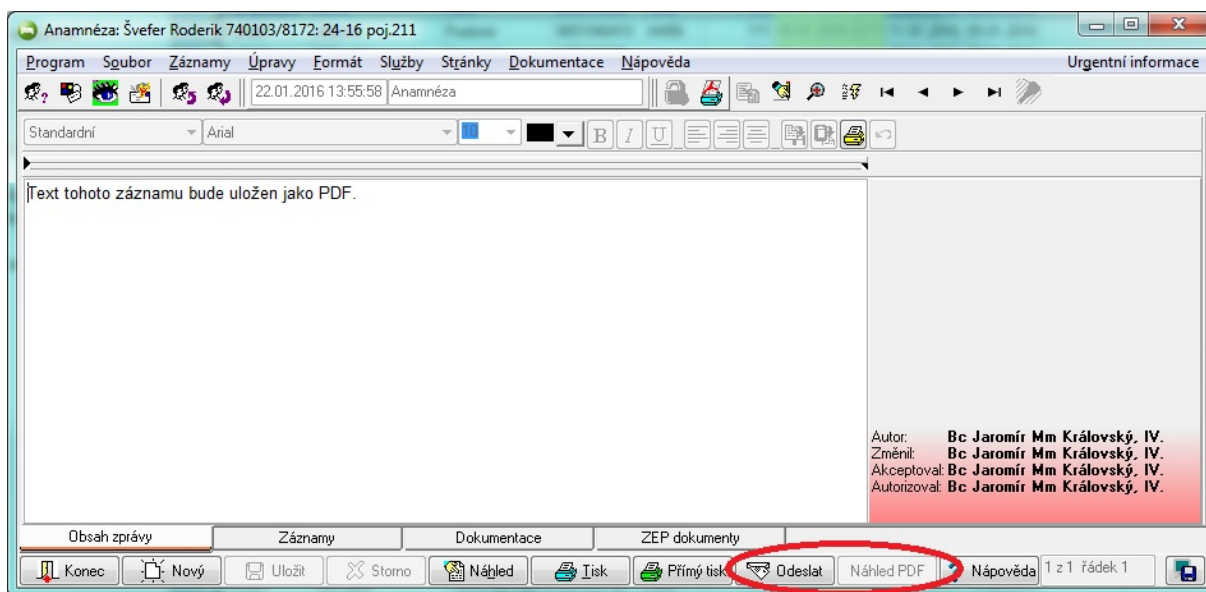 Anamnéza: Švefer Roderik 740103/8172: 24-16 poj.211
Program Soubor Záznamy Úpravy Formát Služby Stránky Dokumentace Nápověda Urgentní informace
22.01.2016 13:55:58 Anamnéza
Standardní Arial 10 B I U
Text tohoto záznamu bude uložen jako PDF.
Autor: Bc Jaromír Mm Královský, IV.
Změnil: Bc Jaromír Mm Královský, IV.
Akceptoval: Bc Jaromír Mm Královský, IV.
Autorizoval: Bc Jaromír Mm Královský, IV.
Obsah zprávy Záznamy Dokumentace ZEP dokumenty
Konec Nový Uložit Storno Náhled Tisk Přímý tisk Odeslat Náhled PDF Nápověda 1 z 1 řádek 1